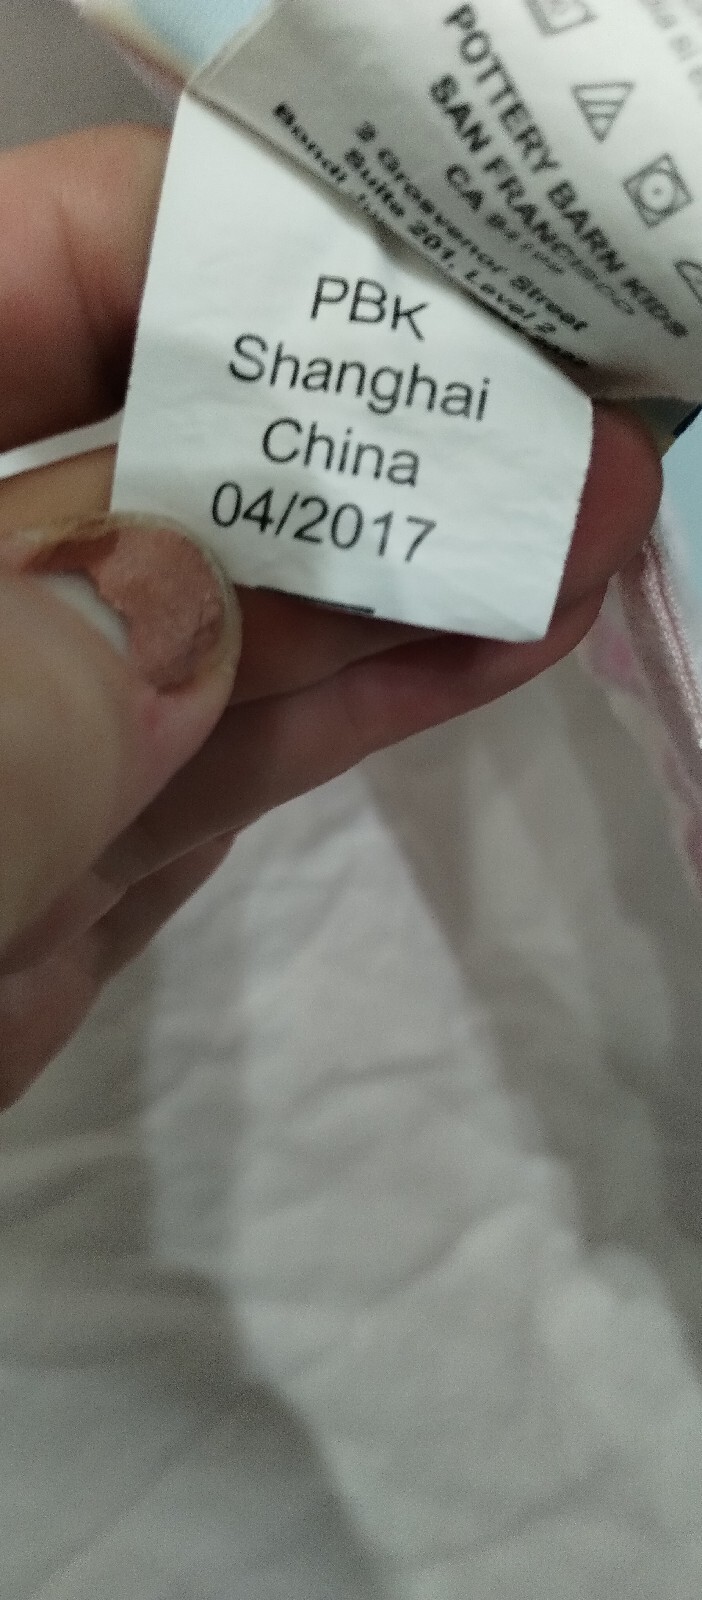 POTTERY BARN KIDS
SAN FRANCISCO
CA
2 Grosvenor Street
Suite 201, Level 2
Bondi
PBK
Shanghai
China
04/2017